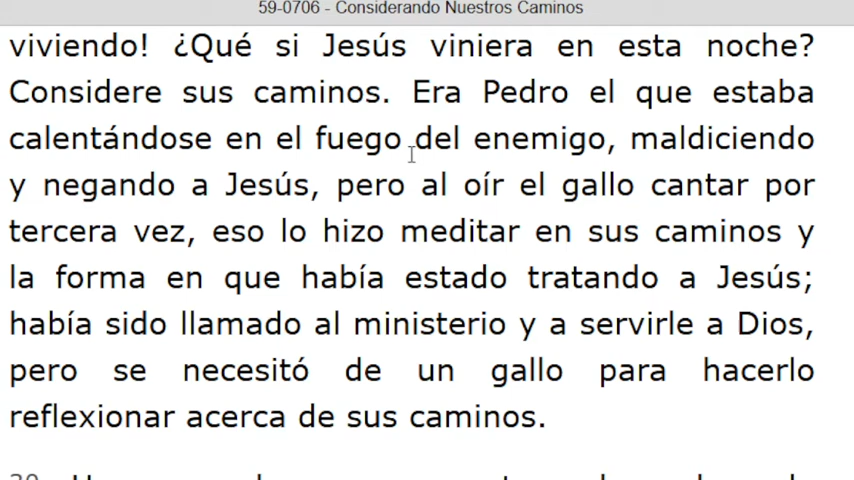 59-0706 - Considerando Nuestros Caminos
viviendo! ¿Qué si Jesús viniera en esta noche?
Considere sus caminos. Era Pedro el que estaba
calentándose en el fuego del enemigo, maldiciendo
y negando a Jesús, pero al oír el gallo cantar por
tercera vez, eso lo hizo meditar en sus caminos y
la forma en que había estado tratando a Jesús;
había sido llamado al ministerio y a servirle a Dios,
pero se necesitó de un gallo para hacerlo
reflexionar acerca de sus caminos.